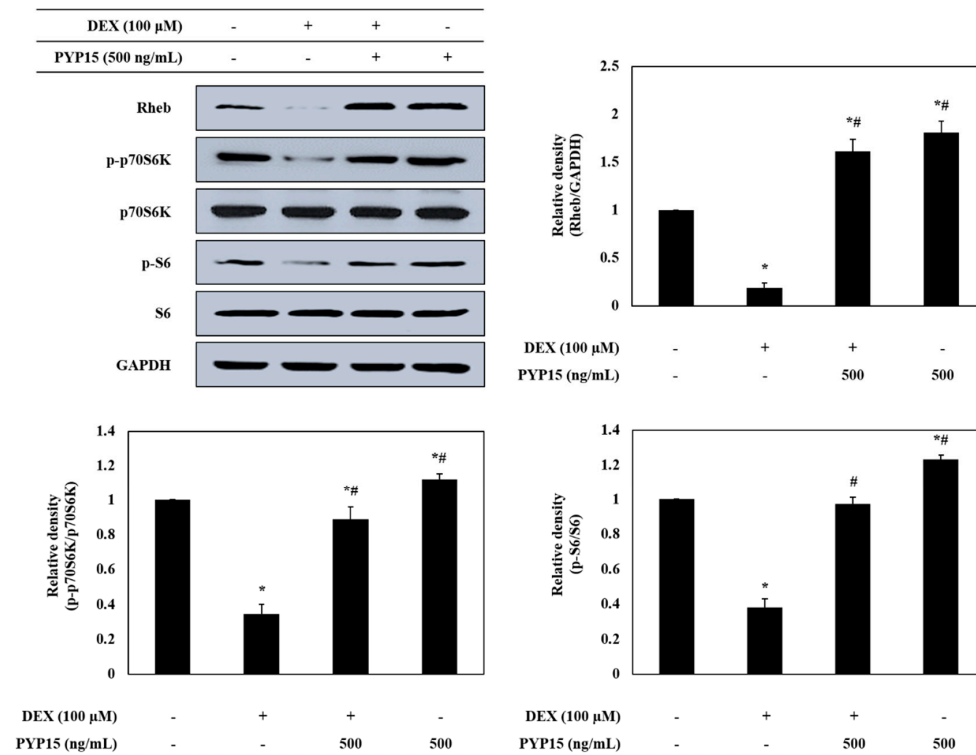 DEX (100 µM) - + + -
PYP15 (500 ng/mL) - - + +
Rheb
p-p70S6K
p70S6K
p-S6
S6
GAPDH
Relative density
(Rheb/GAPDH)
2.5
2
1.5
1
0.5
0
*
*#
*#
DEX (100 µM) - + + -
PYP15 (ng/mL) - - 500 500
Relative density
(p-p70S6K/p70S6K)
1.4
1.2
1
0.8
0.6
0.4
0.2
0
*
*#
*#
DEX (100 µM) - + + -
PYP15 (ng/mL) - - 500 500
Relative density
(p-S6/S6)
1.4
1.2
1
0.8
0.6
0.4
0.2
0
*
#
*#
DEX (100 µM) - + + -
PYP15 (ng/mL) - - 500 500